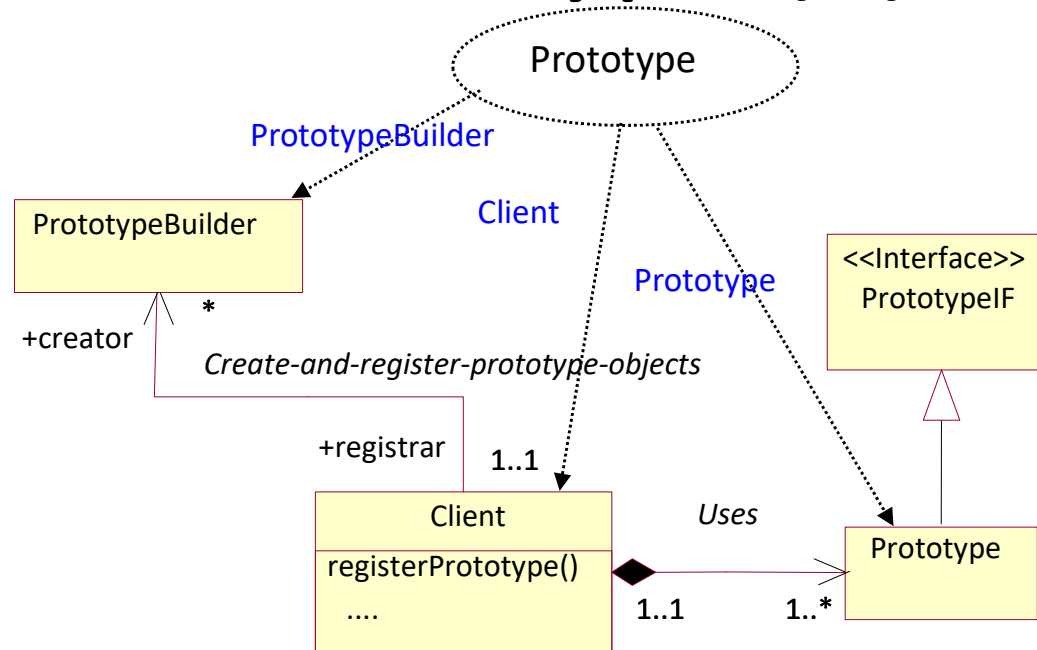 Prototype
PrototypeBuilder
PrototypeBuilder
Client
<<Interface>>
PrototypeIF
Prototype
*
+creator
Create-and-register-prototype-objects
+registrar
1..1
Client
Uses
Prototype
registerPrototype()
....
1..1
1..*